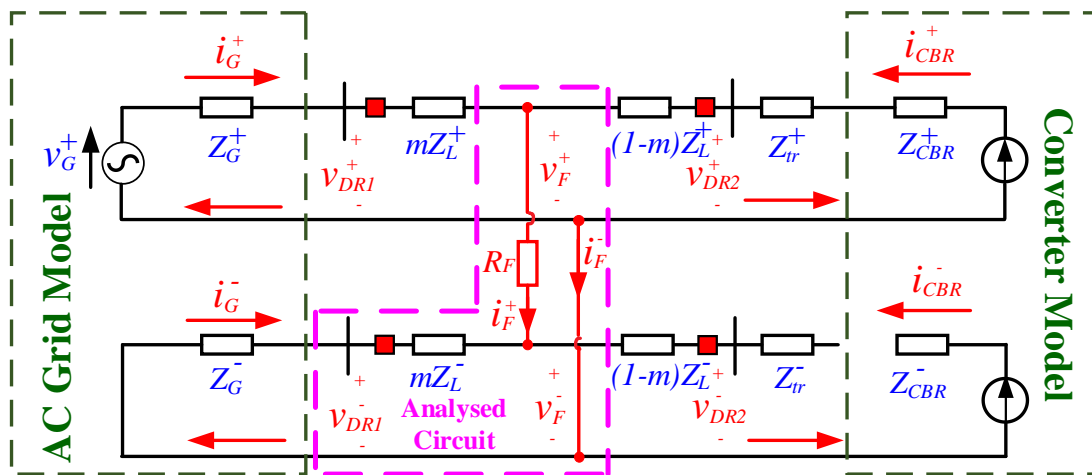 AC Grid Model
i_G^+
v_G^+
Z_G^+
v_DR1^+
+
-
mZ_L^+
v_F^+
+
-
(1-m)Z_L^+
v_DR2^+
+
-
Z_tr^+
i_CBR^+
Z_CBR^+
Converter Model
R_F
i_F^+
i_F^-
i_G^-
Z_G^-
v_DR1^-
+
-
mZ_L^-
Analysed
Circuit
v_F^-
+
-
(1-m)Z_L^-
v_DR2^-
+
-
Z_tr^-
i_CBR^-
Z_CBR^-